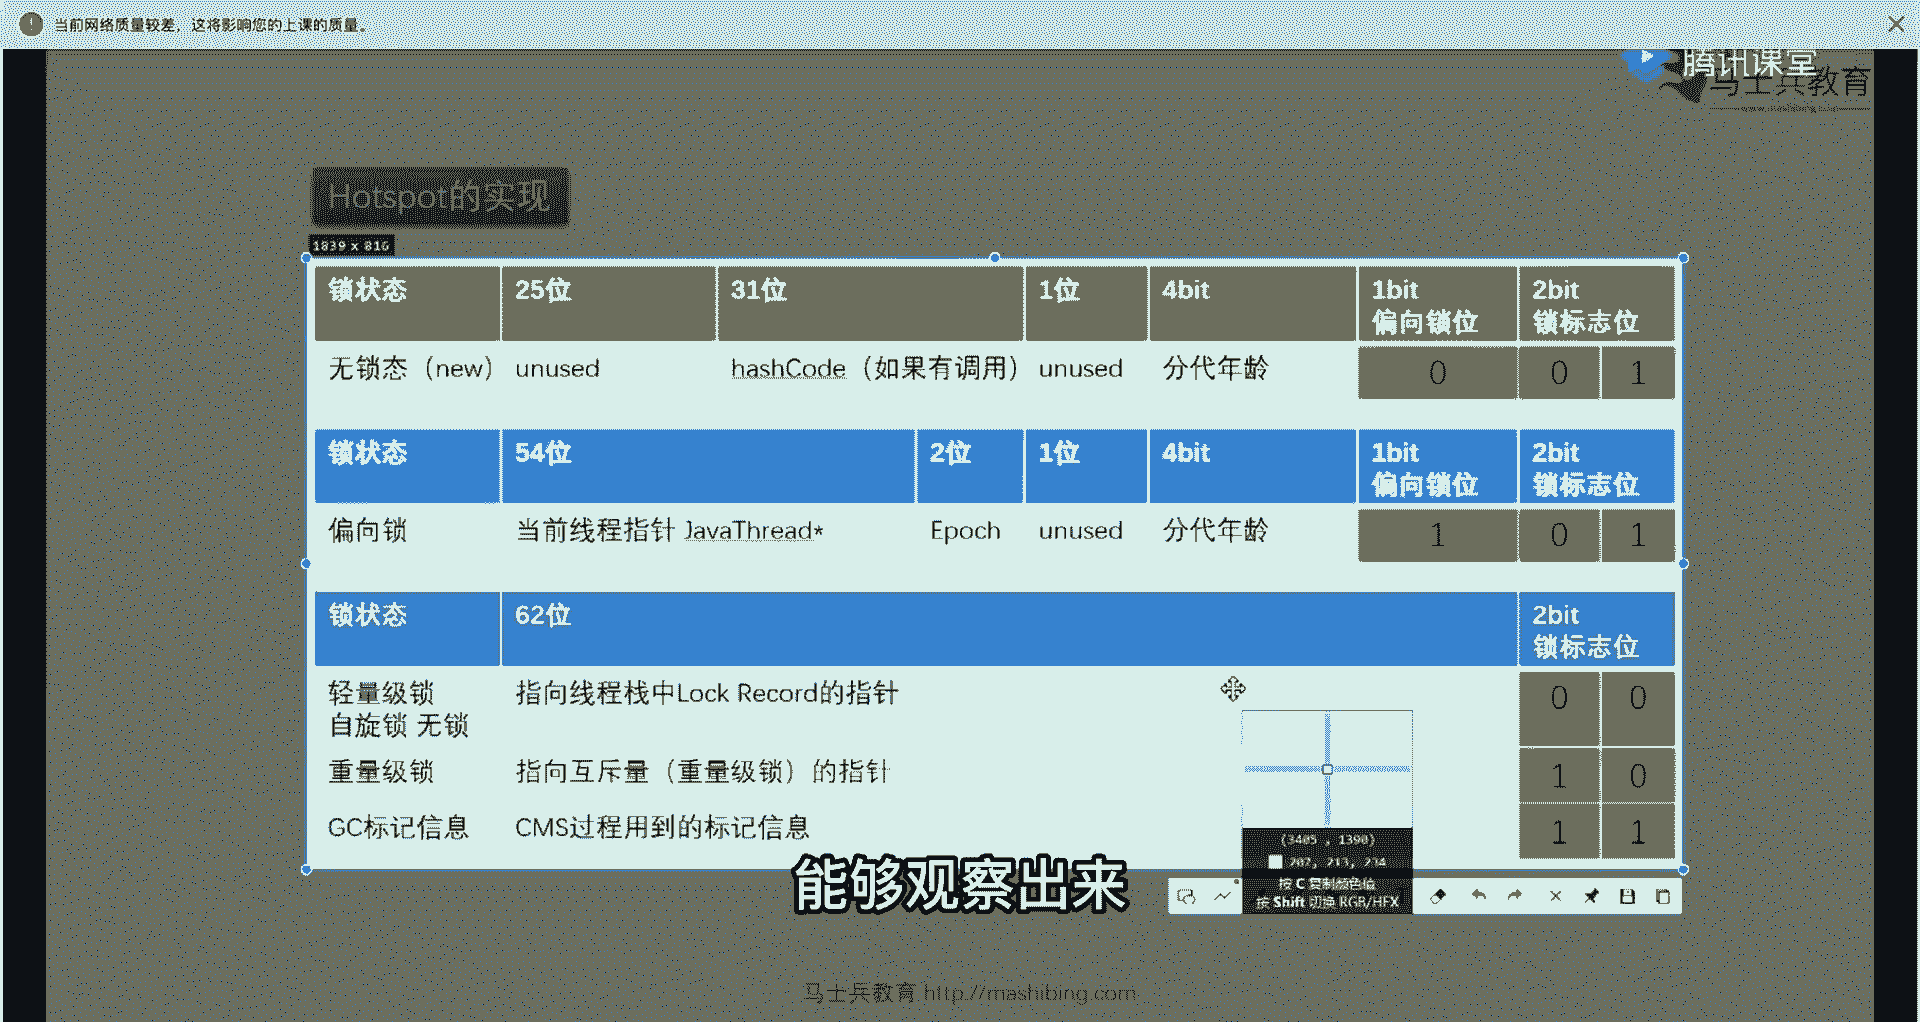 当前网络质量较差，这将影响您的上课的质量。
腾讯课堂
马士兵教育
Hotspot的实现
1839 x 816
锁状态 25位 31位 1位 4bit 1bit 偏向锁位 2bit 锁标志位
无锁态（new） unused hashCode（如果有调用） unused 分代年龄 0 0 1
锁状态 54位 2位 1位 4bit 1bit 偏向锁位 2bit 锁标志位
偏向锁 当前线程指针 JavaThread* Epoch unused 分代年龄 1 0 1
锁状态 62位 2bit 锁标志位
轻量级锁 指向线程栈中Lock Record的指针 0 0
自旋锁 无锁
重量级锁 指向互斥量（重量级锁）的指针 1 0
GC标记信息 CMS过程用到的标记信息 1 1
(3405 , 1390)
按 C 复制颜色值
按 Shift 切换 RGB/HEX
能够观察出来
马士兵教育 http://mashibing.com